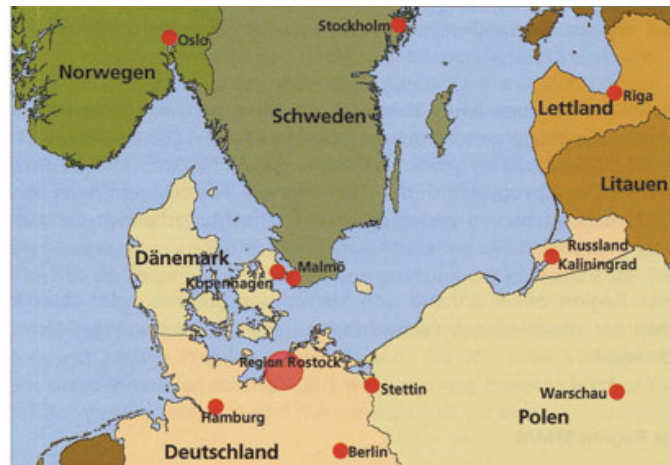 Stockholm
Oslo
Norwegen
Schweden
Lettland
Riga
Litauen
Dänemark
Russland
Kaliningrad
Malmö
Kopenhagen
Region Rostock
Stettin
Warschau
Hamburg
Polen
Deutschland
Berlin